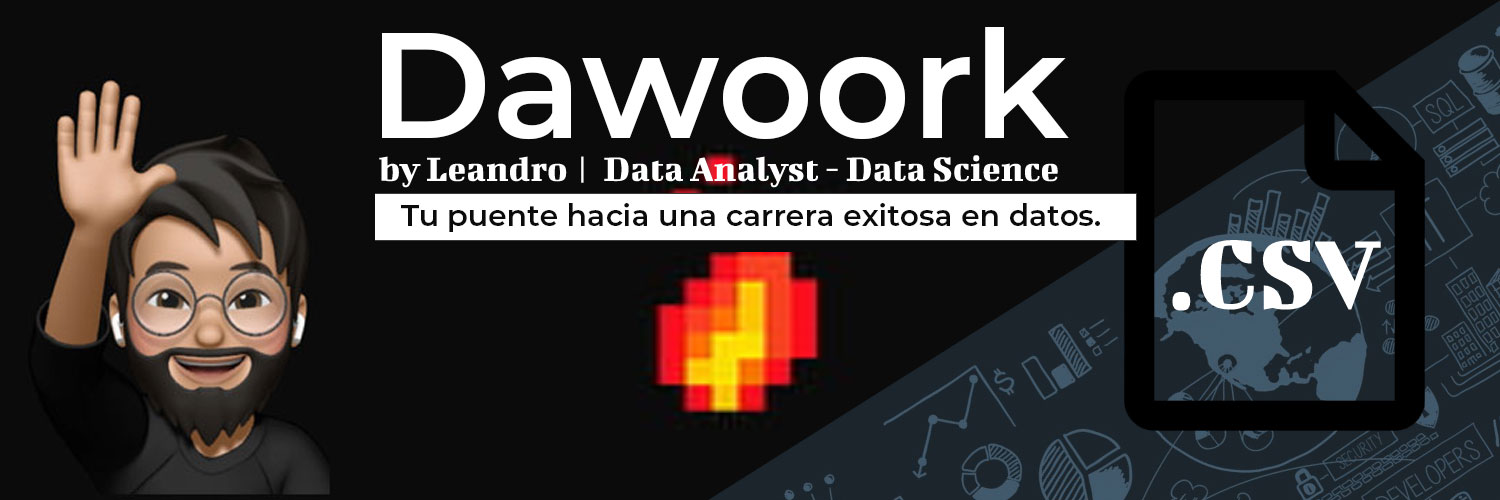 Dawoork
by Leandro | Data Analyst - Data Science
Tu puente hacia una carrera exitosa en datos.
.CSV
SQL
$
SECURITY
DEVELOPERS